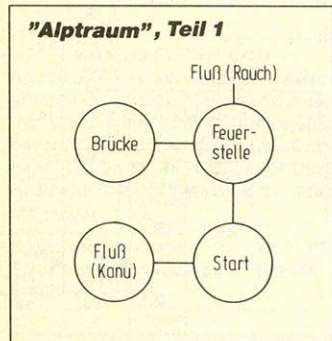 "Alptraum", Teil 1
Fluß (Rauch)
Brücke
Feuer-
stelle
Fluß
(Kanu)
Start